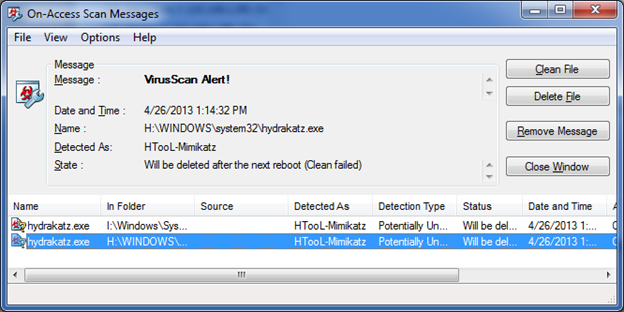 On-Access Scan Messages
File View Options Help
Message
Message : VirusScan Alert!
Date and Time : 4/26/2013 1:14:32 PM
Name : H:\WINDOWS\system32\hydrakatz.exe
Detected As: HTooL-Mimikatz
State : Will be deleted after the next reboot (Clean failed)
Clean File
Delete File
Remove Message
Close Window
Name In Folder Source Detected As Detection Type Status Date and Time
hydrakatz.exe I:\Windows\Sys... HTooL-Mimikatz Potentially Un... Will be del... 4/26/2013 1:...
hydrakatz.exe H:\WINDOWS\... HTooL-Mimikatz Potentially Un... Will be del... 4/26/2013 1:...